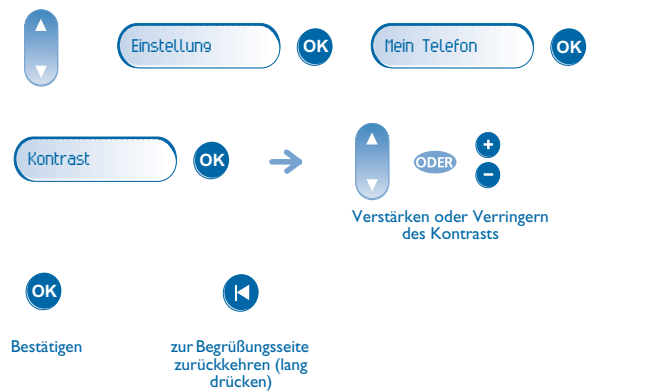 Einstellung OK Mein Telefon OK
Kontrast OK ODER + −
Verstärken oder Verringern
des Kontrasts
OK
Bestätigen
zur Begrüßungsseite
zurückkehren (lang
drücken)